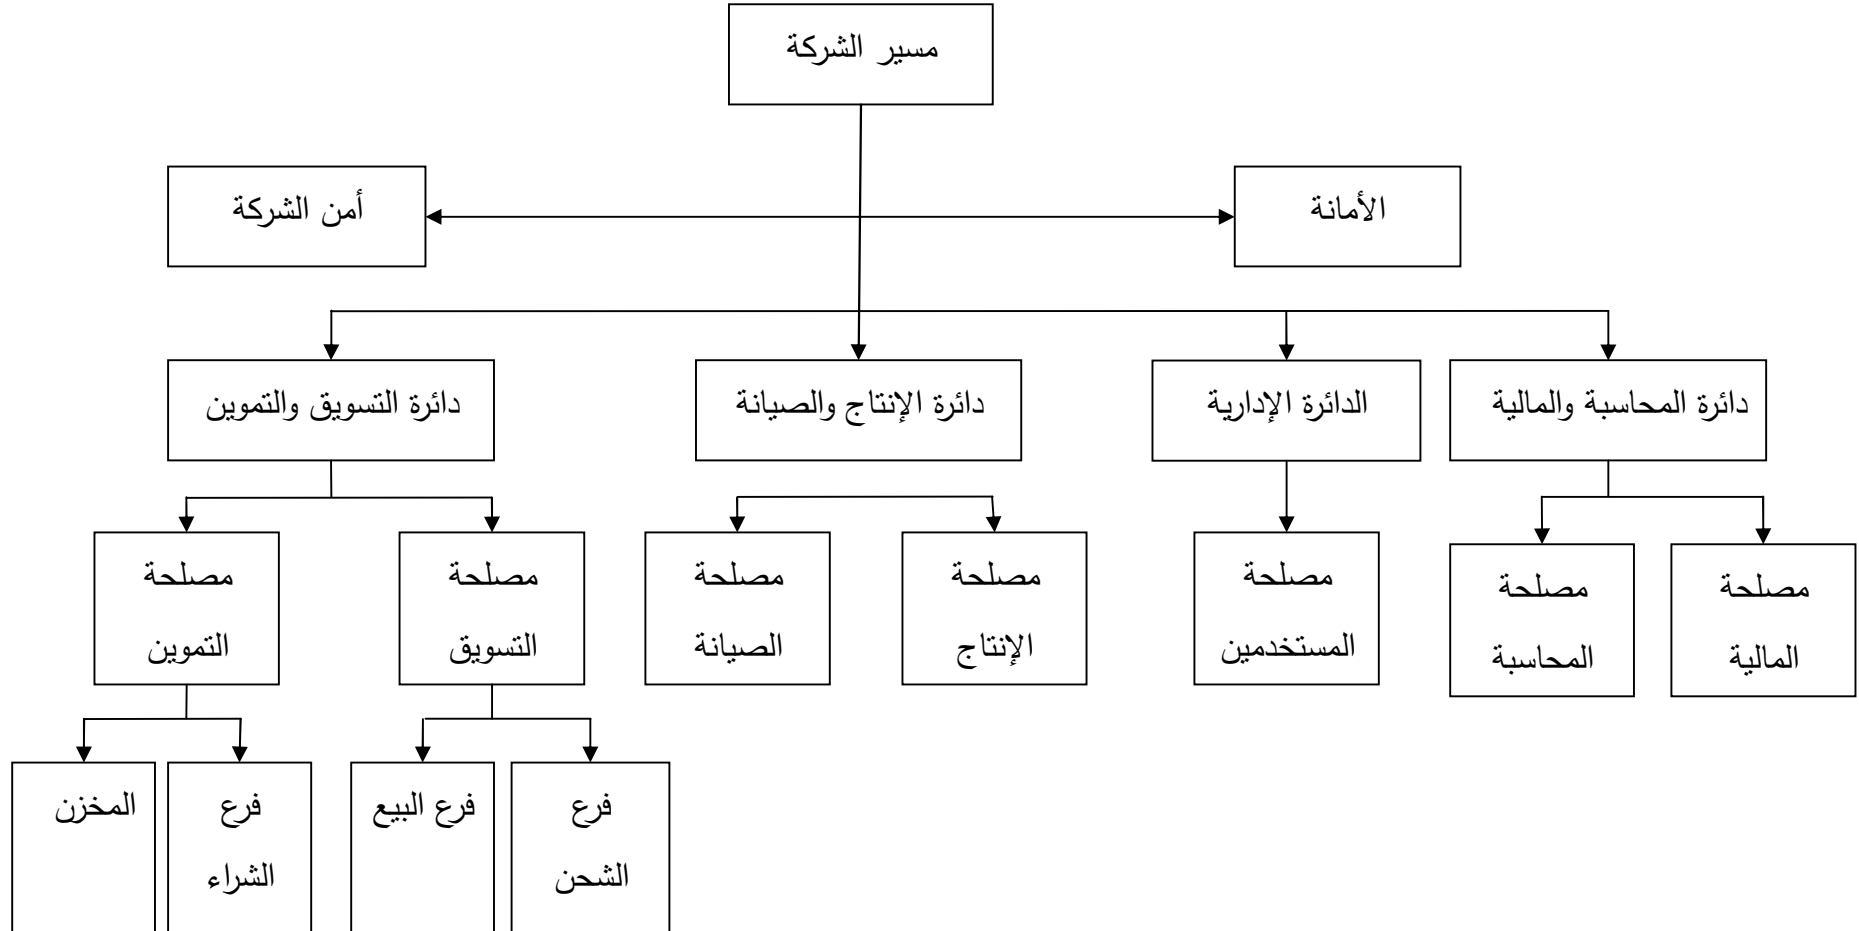 مسير الشركة
الأمانة
أمن الشركة
دائرة المحاسبة والمالية
الدائرة الإدارية
دائرة الإنتاج والصيانة
دائرة التسويق والتموين
مصلحة
المالية
مصلحة
المحاسبة
مصلحة
المستخدمين
مصلحة
الإنتاج
مصلحة
الصيانة
مصلحة
التسويق
مصلحة
التموين
فرع
الشحن
فرع البيع
فرع
الشراء
المخزن